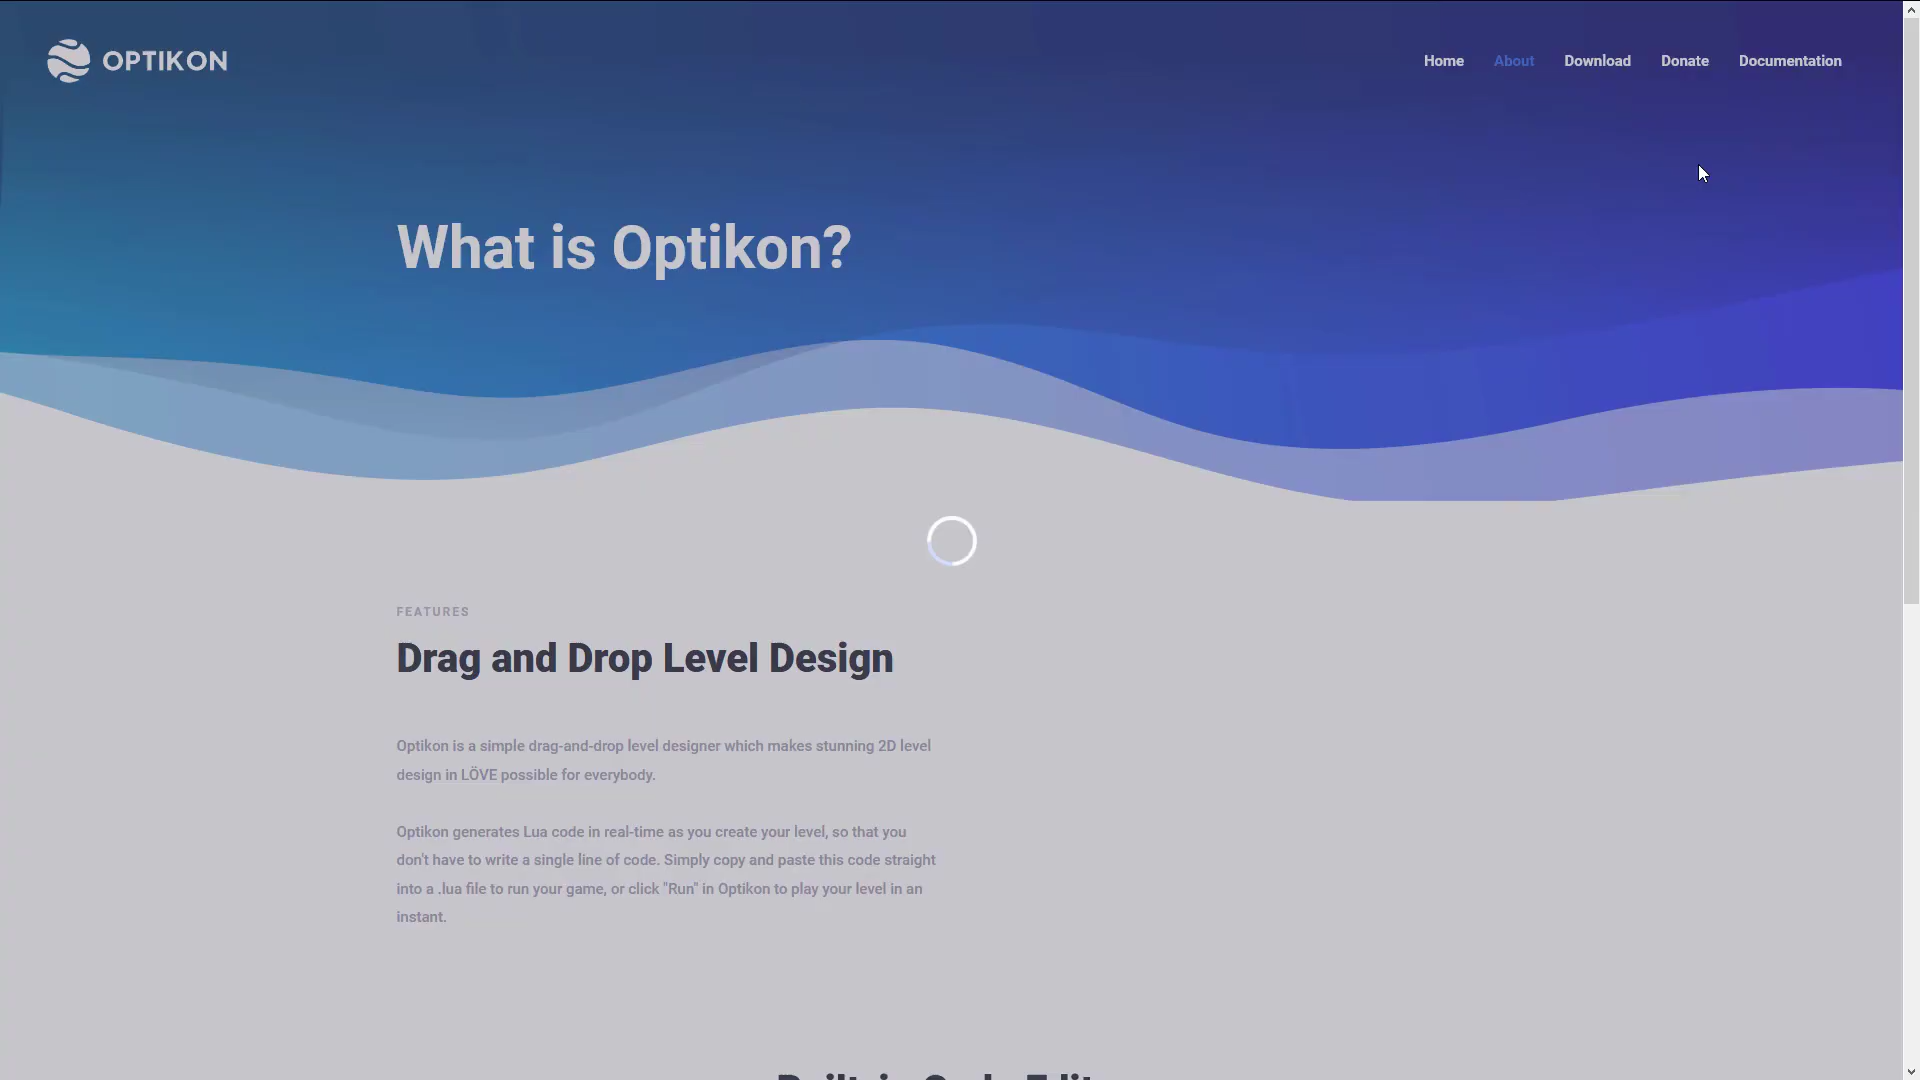 OPTIKON
Home About Download Donate Documentation
What is Optikon?
FEATURES
Drag and Drop Level Design
Optikon is a simple drag-and-drop level designer which makes stunning 2D level
design in LÖVE possible for everybody.
Optikon generates Lua code in real-time as you create your level, so that you
don't have to write a single line of code. Simply copy and paste this code straight
into a .lua file to run your game, or click "Run" in Optikon to play your level in an
instant.